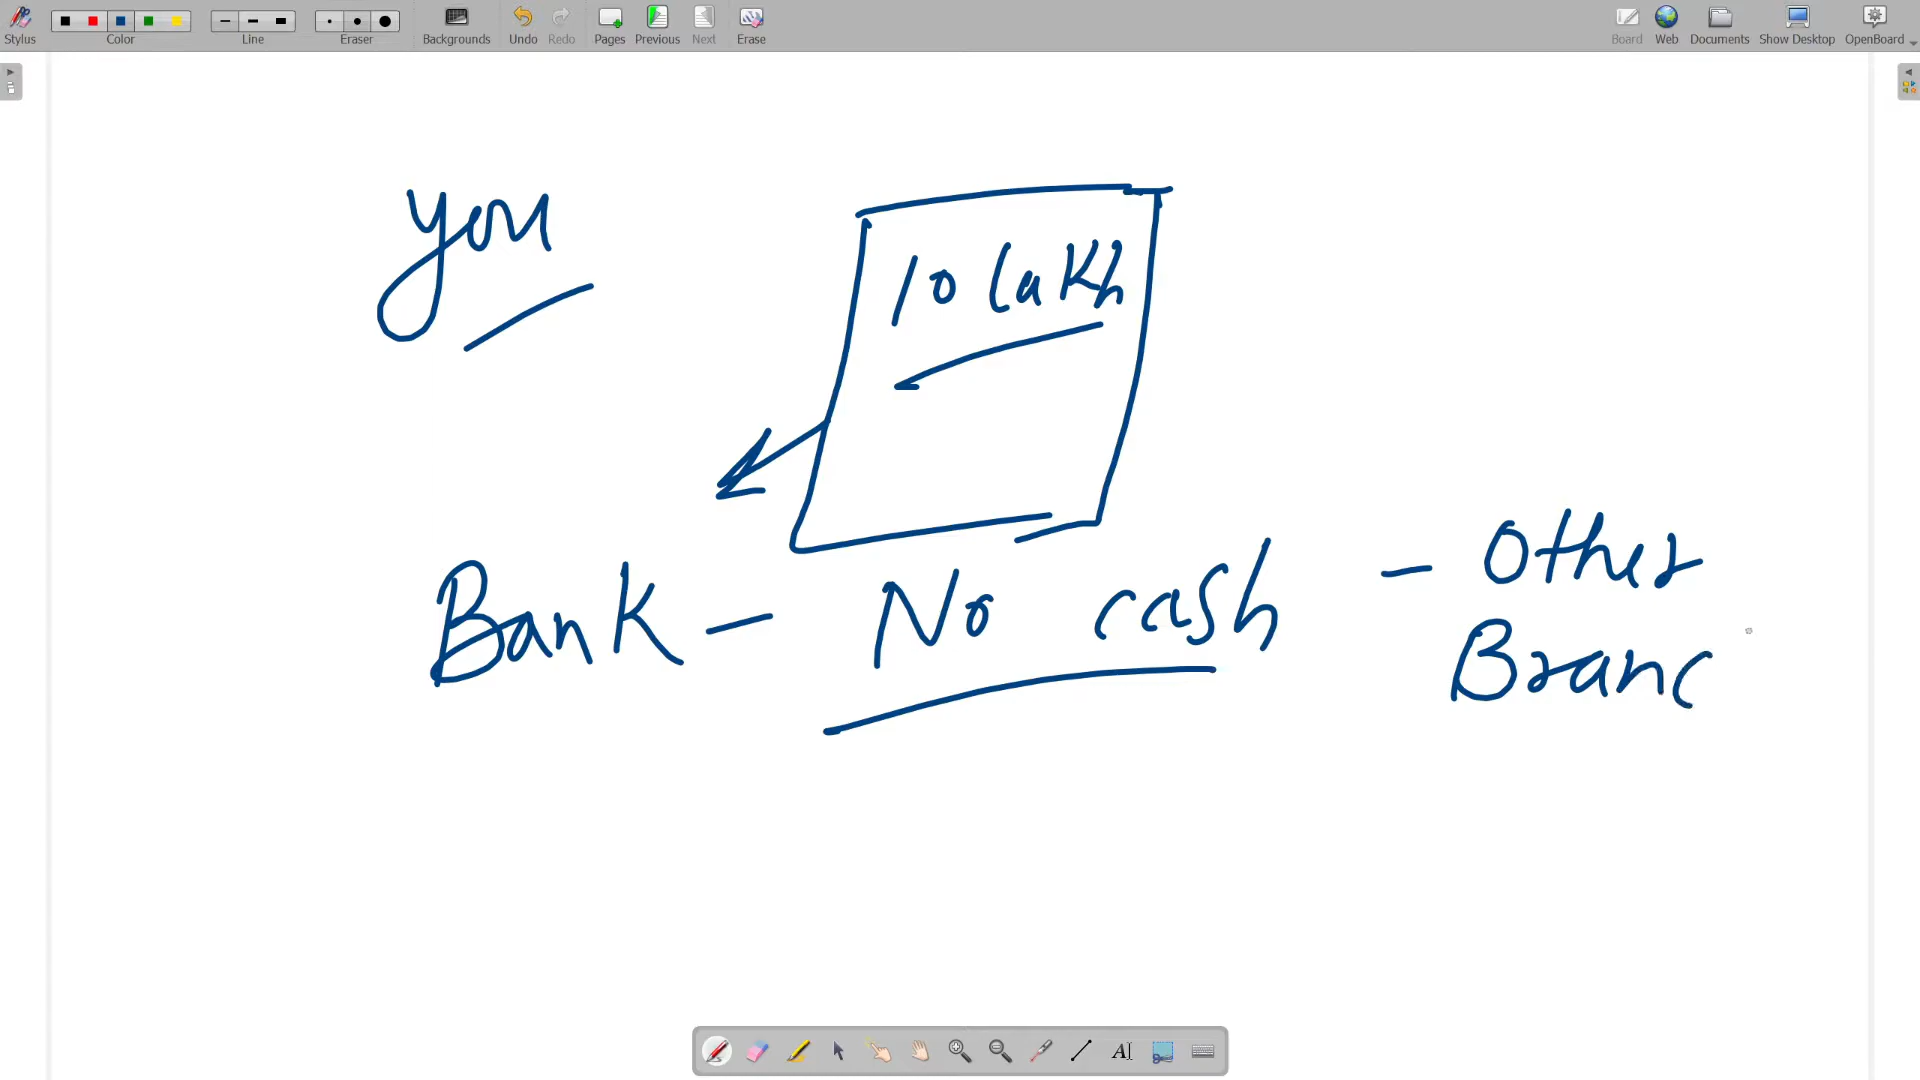 Stylus
Color
Line
Eraser
Backgrounds
Undo
Redo
Pages
Previous
Next
Erase
Board
Web
Documents
Show Desktop
OpenBoard
you
10 lakh
Bank - No cash - Other
Branc